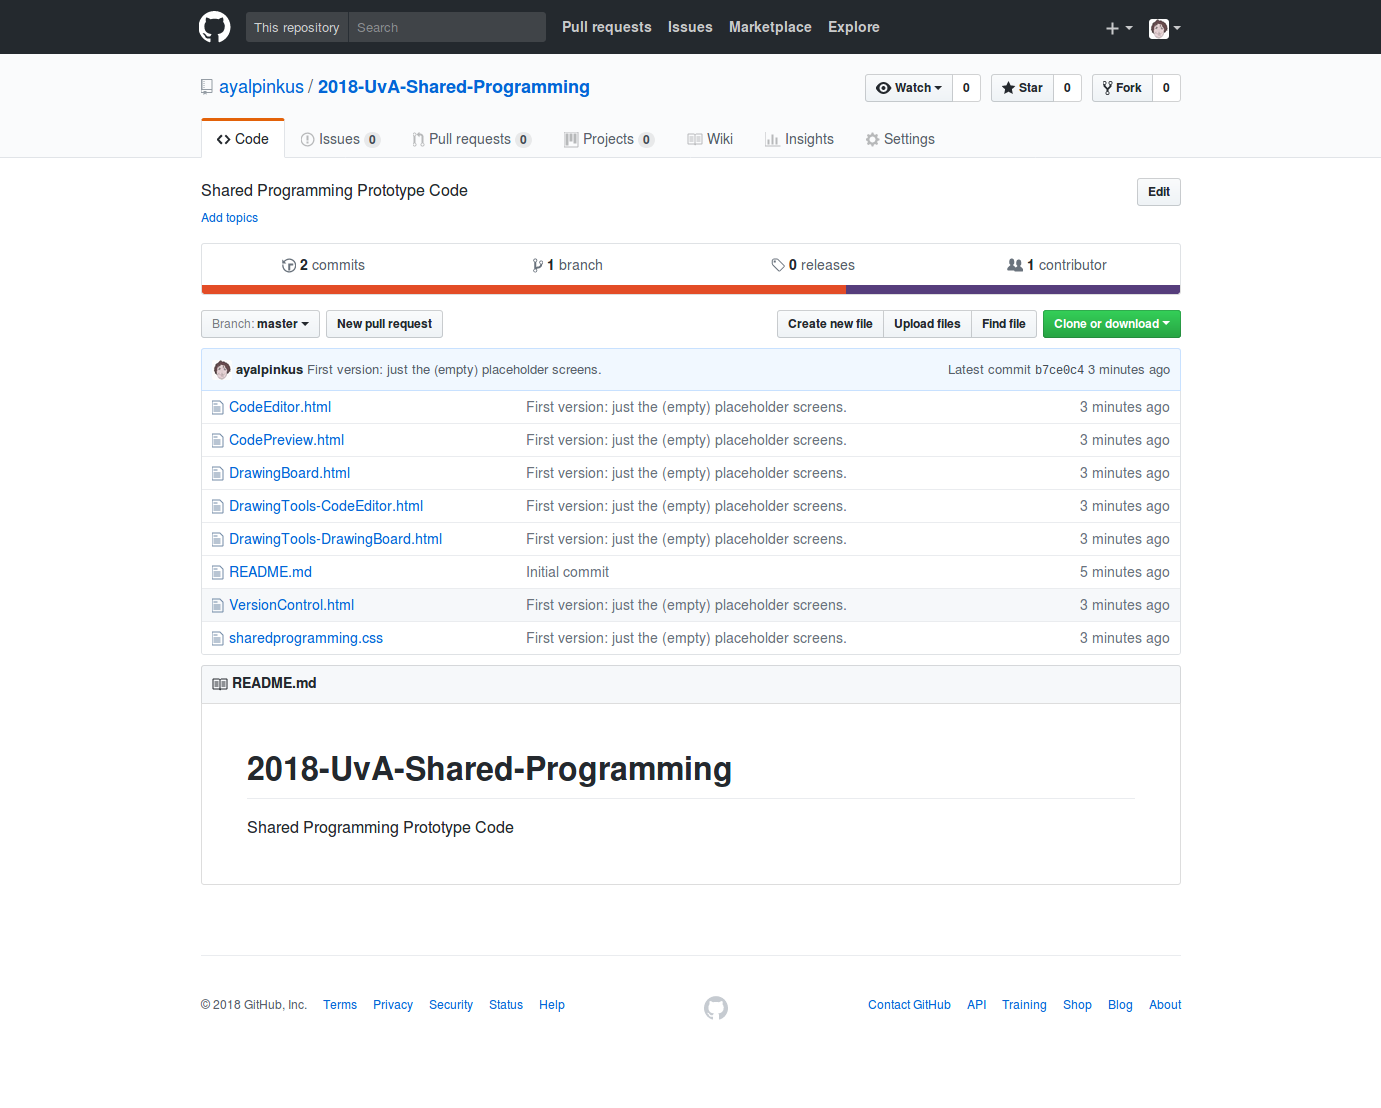 This repository Search Pull requests Issues Marketplace Explore
ayalpinkus / 2018-UvA-Shared-Programming Watch 0 Star 0 Fork 0
Code Issues 0 Pull requests 0 Projects 0 Wiki Insights Settings
Shared Programming Prototype Code Edit
Add topics
2 commits 1 branch 0 releases 1 contributor
Branch: master New pull request Create new file Upload files Find file Clone or download
ayalpinkus First version: just the (empty) placeholder screens. Latest commit b7ce0c4 3 minutes ago
CodeEditor.html First version: just the (empty) placeholder screens. 3 minutes ago
CodePreview.html First version: just the (empty) placeholder screens. 3 minutes ago
DrawingBoard.html First version: just the (empty) placeholder screens. 3 minutes ago
DrawingTools-CodeEditor.html First version: just the (empty) placeholder screens. 3 minutes ago
DrawingTools-DrawingBoard.html First version: just the (empty) placeholder screens. 3 minutes ago
README.md Initial commit 5 minutes ago
VersionControl.html First version: just the (empty) placeholder screens. 3 minutes ago
sharedprogramming.css First version: just the (empty) placeholder screens. 3 minutes ago
README.md
2018-UvA-Shared-Programming
Shared Programming Prototype Code
© 2018 GitHub, Inc. Terms Privacy Security Status Help Contact GitHub API Training Shop Blog About